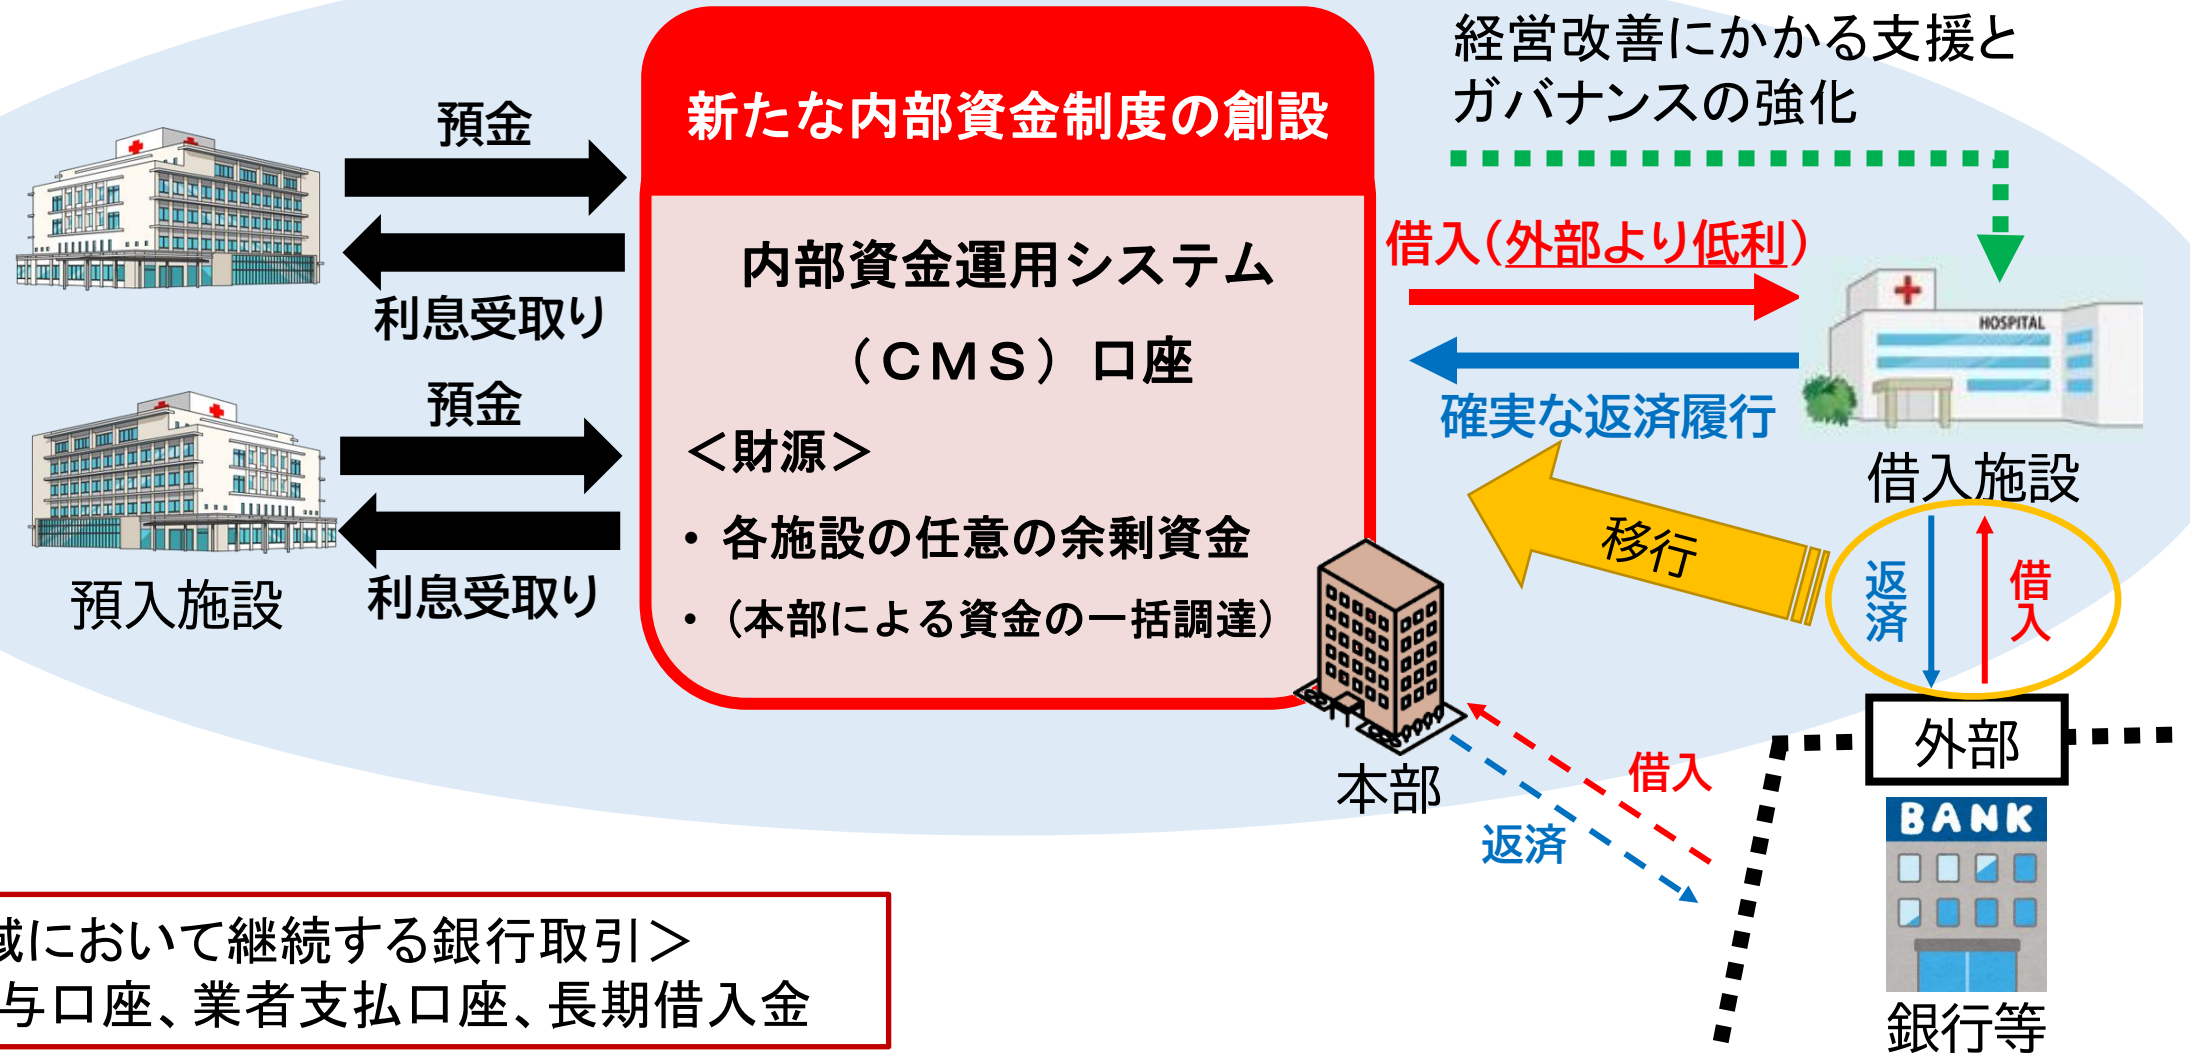 経営改善にかかる支援と
ガバナンスの強化
新たな内部資金制度の創設
預金
利息受取り
預金
利息受取り
預入施設
内部資金運用システム
（ＣＭＳ）口座
＜財源＞
・各施設の任意の余剰資金
・（本部による資金の一括調達）
借入（外部より低利）
確実な返済履行
HOSPITAL
借入施設
移行
返済
借入
外部
本部
借入
返済
BANK
銀行等
域において継続する銀行取引＞
与口座、業者支払口座、長期借入金